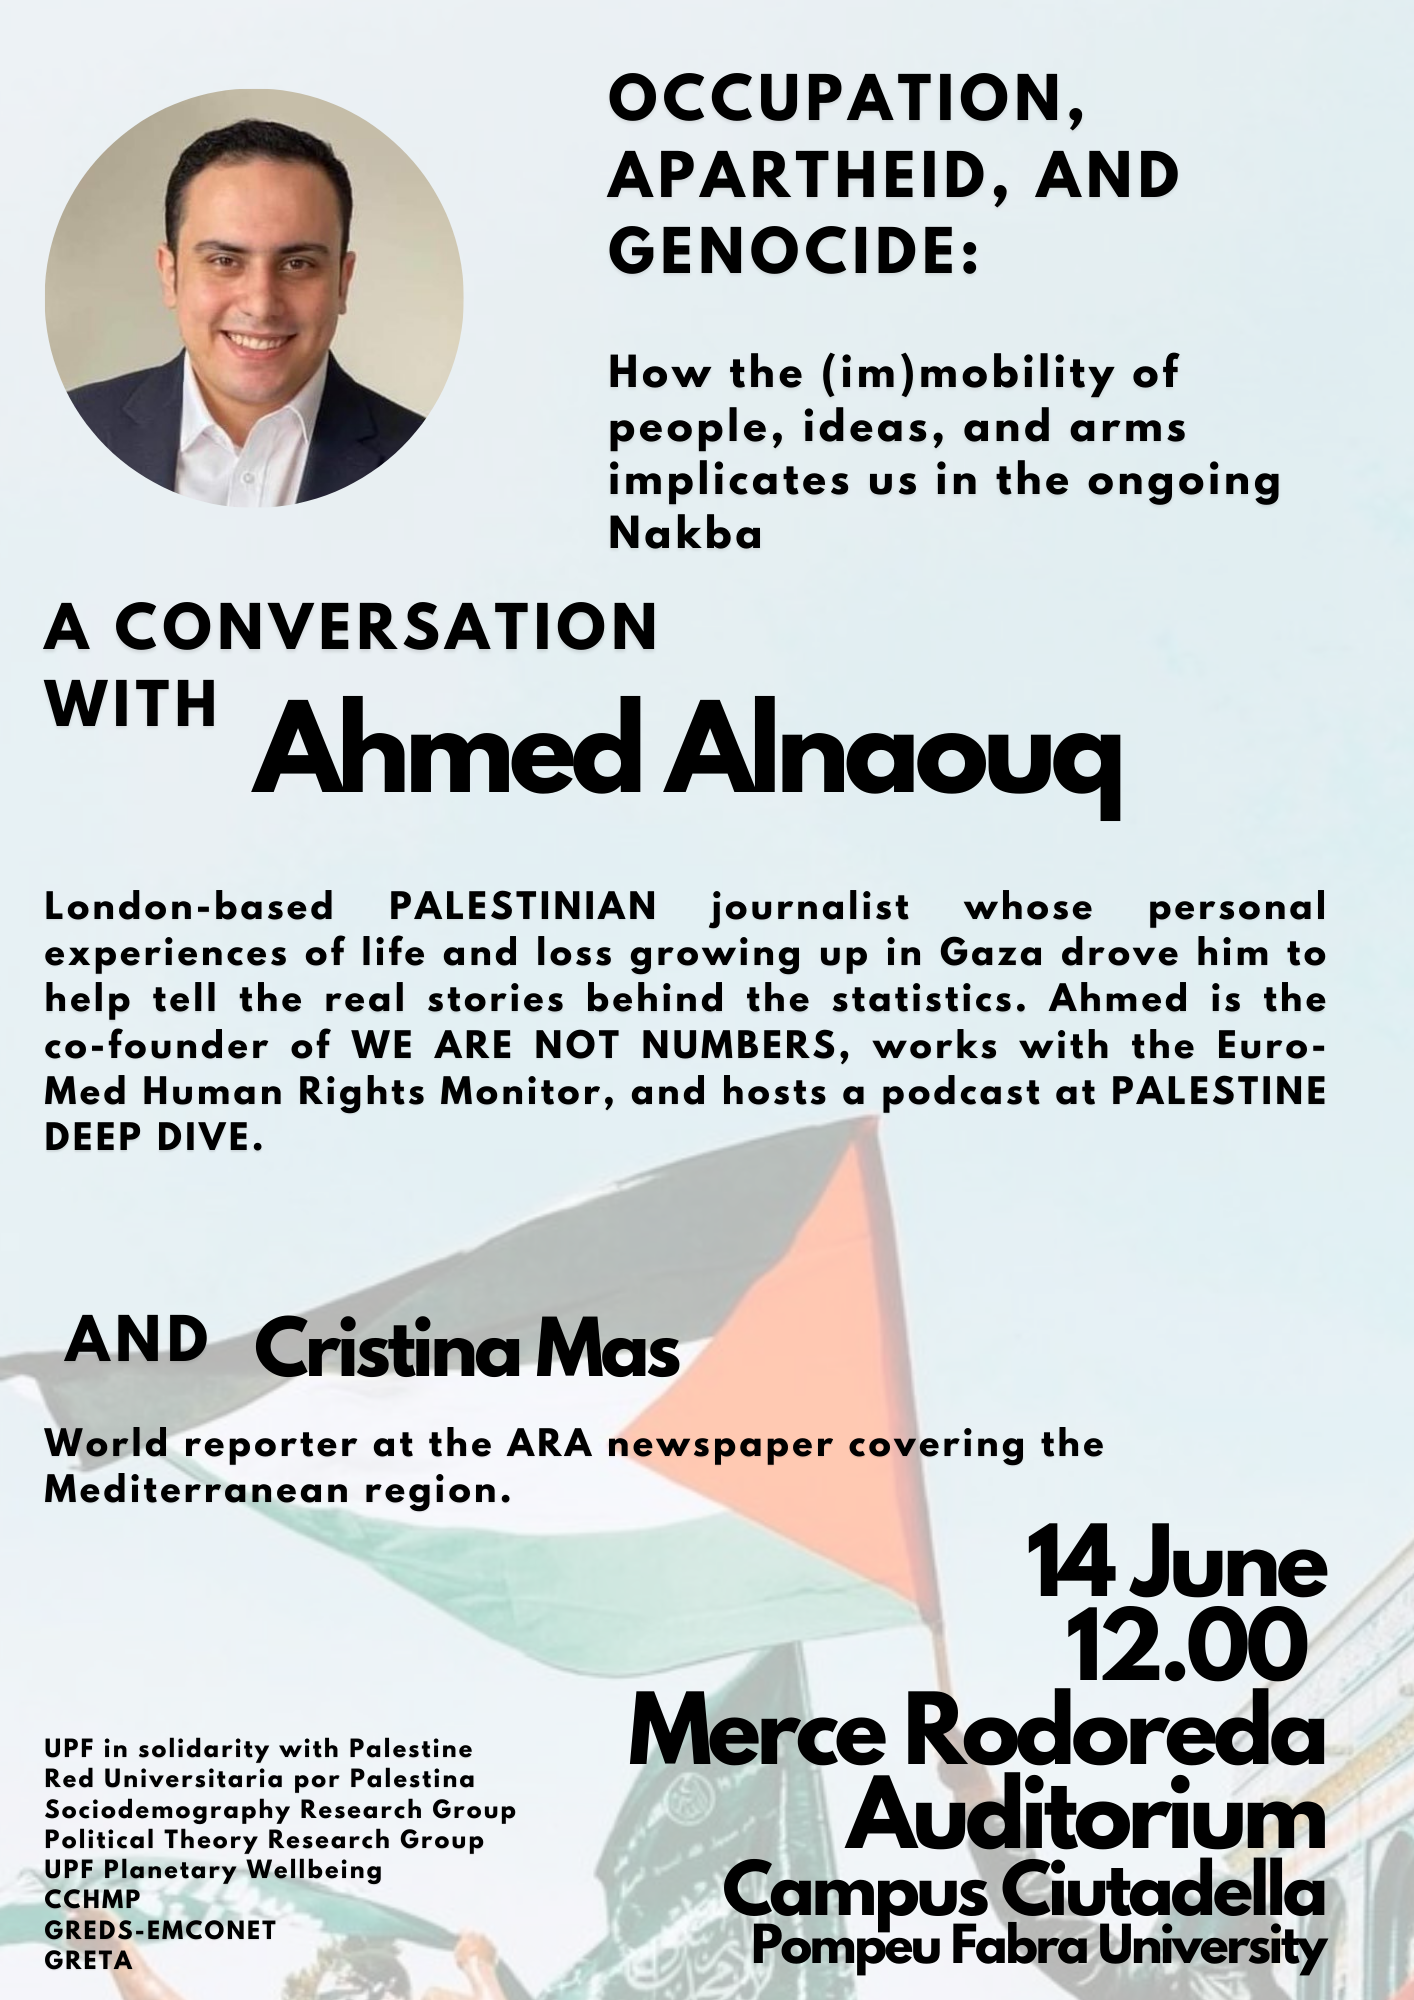 OCCUPATION,
APARTHEID, AND
GENOCIDE:
How the (im)mobility of
people, ideas, and arms
implicates us in the ongoing
Nakba
A CONVERSATION
WITH Ahmed Alnaouq
London-based PALESTINIAN journalist whose personal
experiences of life and loss growing up in Gaza drove him to
help tell the real stories behind the statistics. Ahmed is the
co-founder of WE ARE NOT NUMBERS, works with the Euro-
Med Human Rights Monitor, and hosts a podcast at PALESTINE
DEEP DIVE.
AND Cristina Mas
World reporter at the ARA newspaper covering the
Mediterranean region.
14 June
12.00
Merce Rodoreda
Auditorium
Campus Ciutadella
Pompeu Fabra University
UPF in solidarity with Palestine
Red Universitaria por Palestina
Sociodemography Research Group
Political Theory Research Group
UPF Planetary Wellbeing
CCHMP
GREDS-EMCONET
GRETA